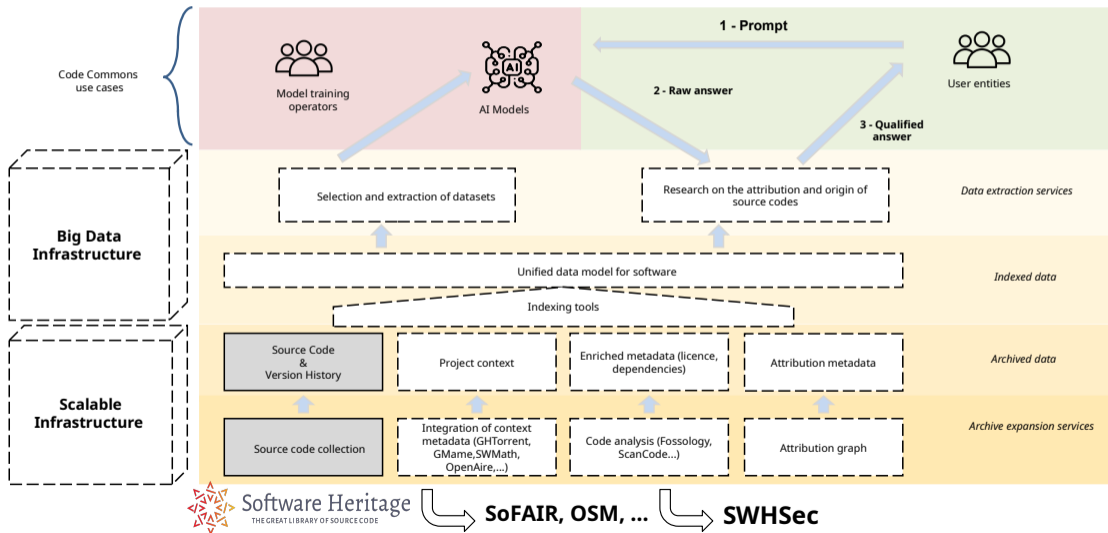 1 - Prompt
Code Commons
use cases
Model training
operators
AI
AI Models
2 - Raw answer
User entities
3 - Qualified
answer
Big Data
Infrastructure
Selection and extraction of datasets
Research on the attribution and origin of
source codes
Data extraction services
Unified data model for software
Indexed data
Indexing tools
Scalable
Infrastructure
Source Code
&
Version History
Project context
Enriched metadata (licence,
dependencies)
Attribution metadata
Archived data
Source code collection
Integration of context
metadata (GHTorrent,
GMame,SWMath,
OpenAire,...)
Code analysis (Fossology,
ScanCode...)
Attribution graph
Archive expansion services
Software Heritage
THE GREAT LIBRARY OF SOURCE CODE
SoFAIR, OSM, ...
SWHSec